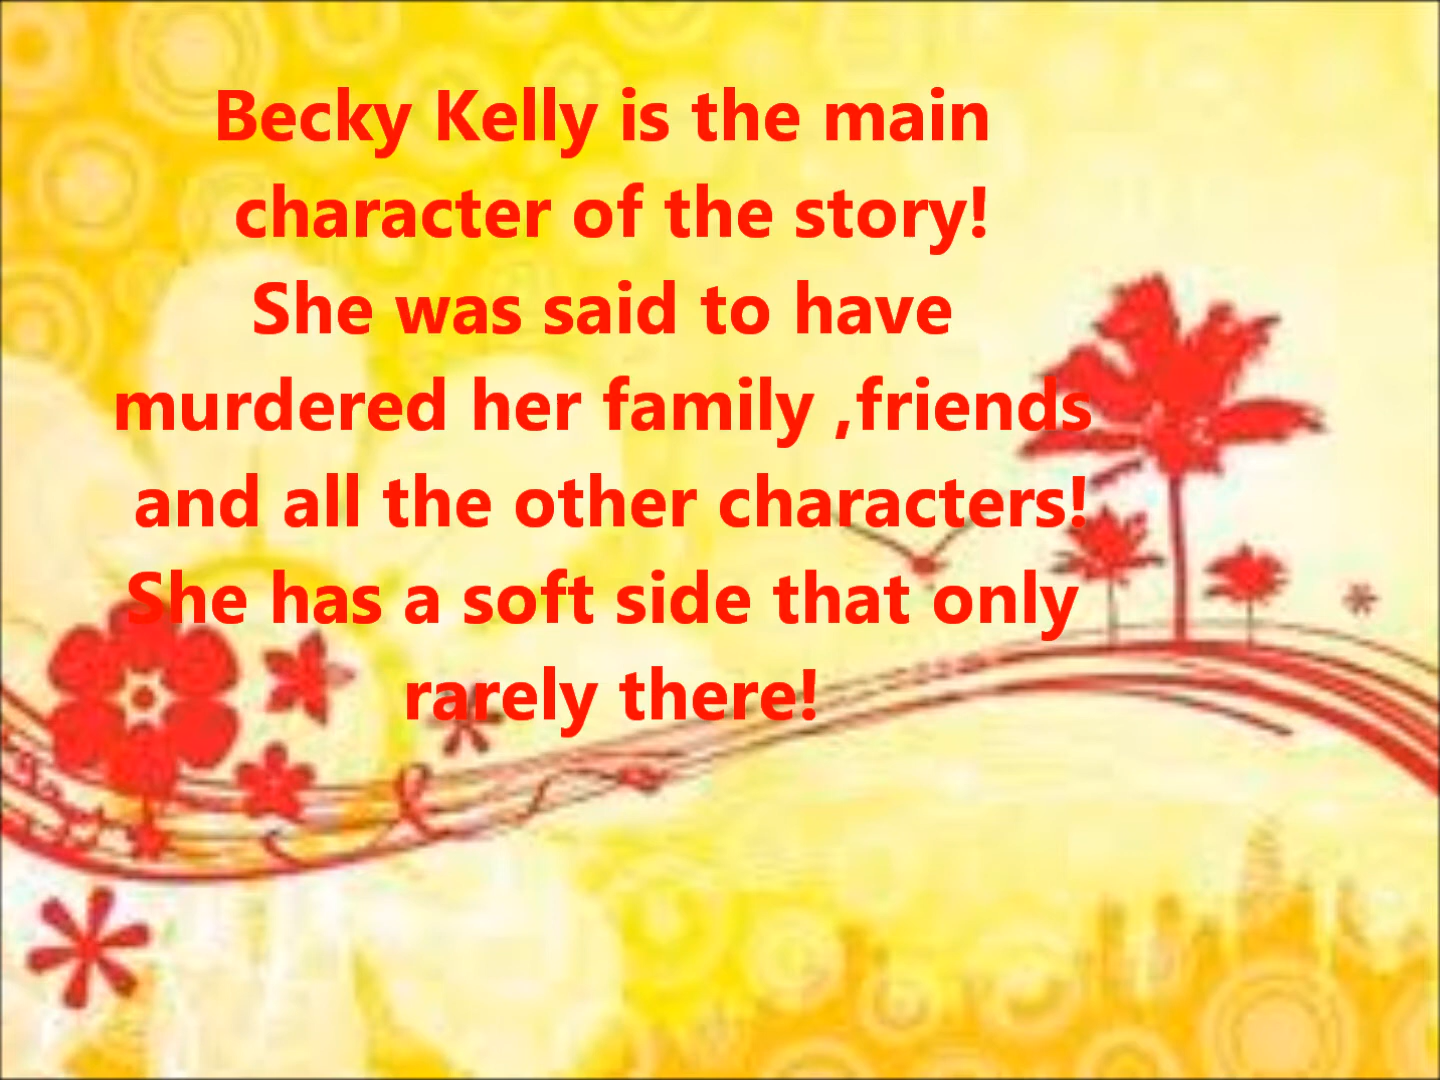 Becky Kelly is the main
character of the story!
She was said to have
murdered her family ,friends
and all the other characters!
She has a soft side that only
rarely there!